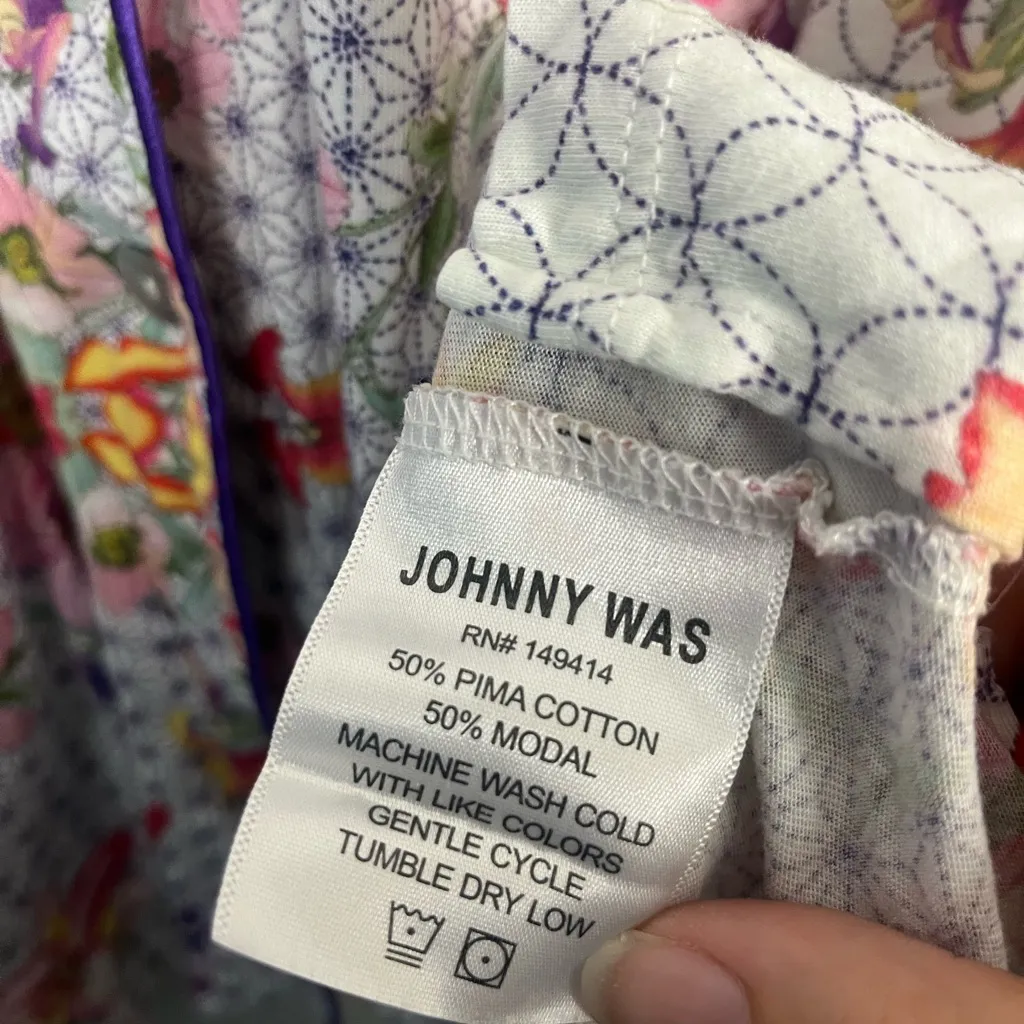 JOHNNY WAS
RN# 149414
50% PIMA COTTON
50% MODAL
MACHINE WASH COLD
WITH LIKE COLORS
GENTLE CYCLE
TUMBLE DRY LOW